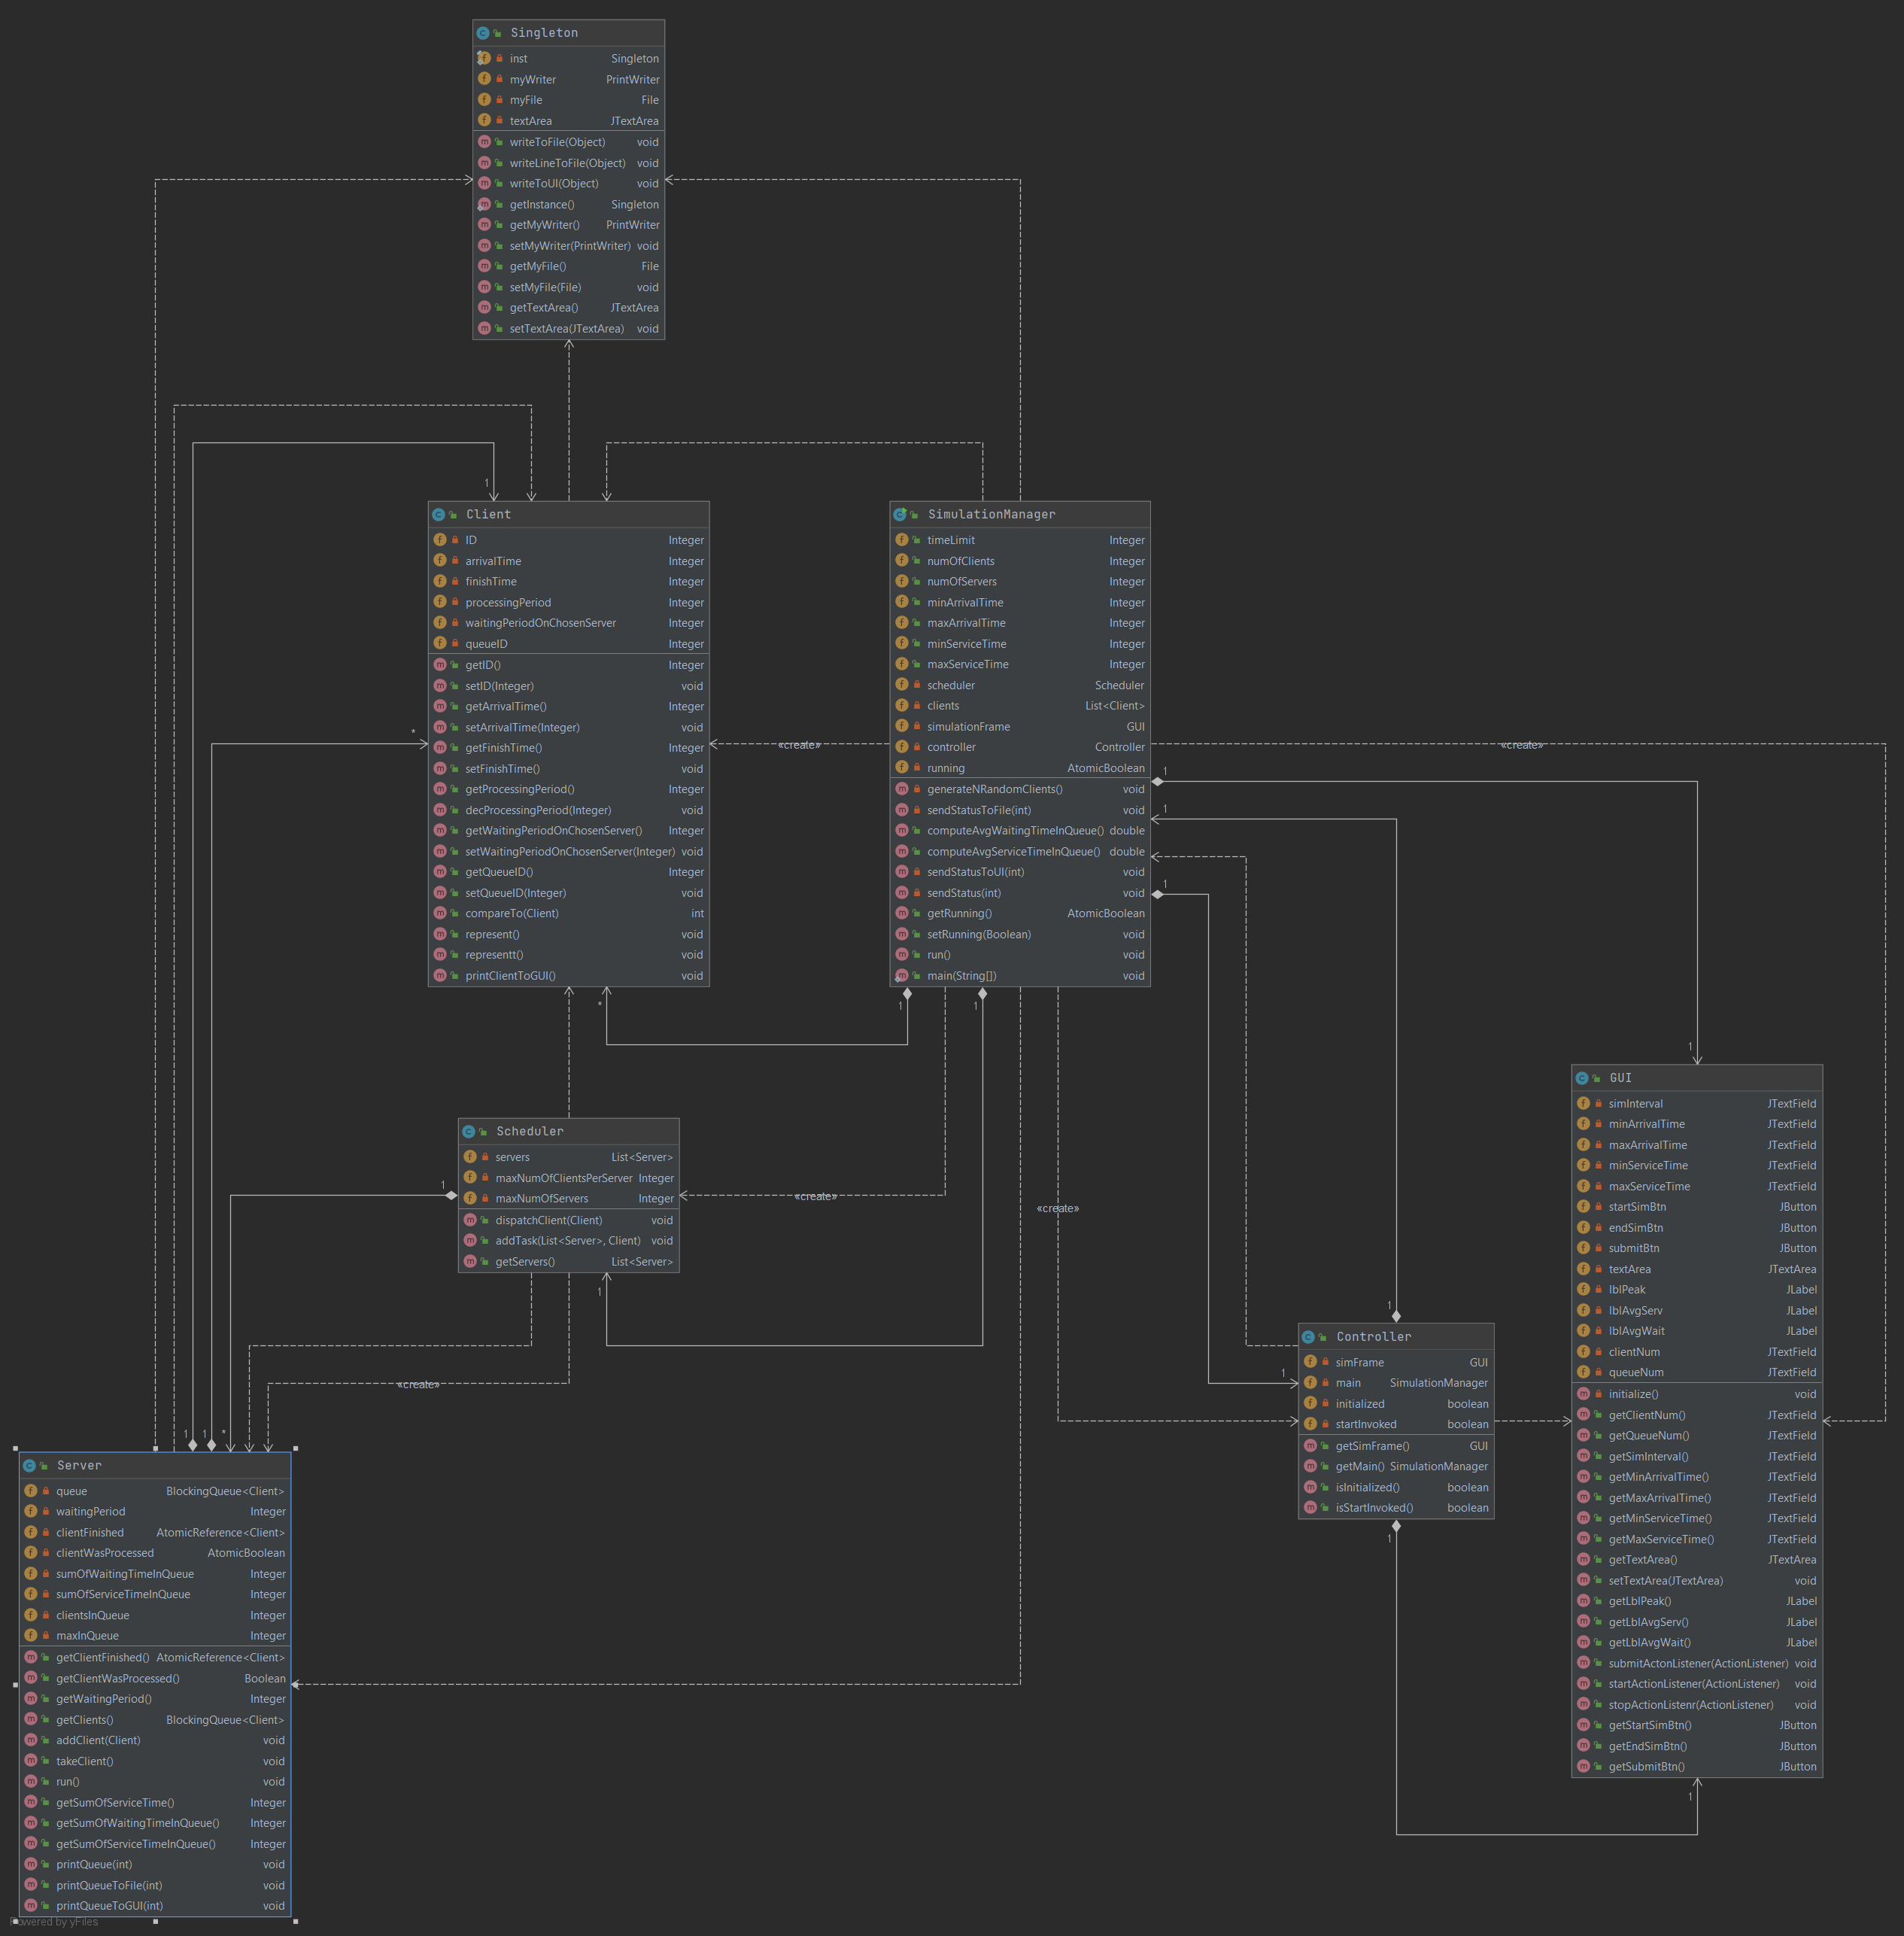 Singleton
inst Singleton
myWriter PrintWriter
myFile File
textArea JTextArea
writeToFile(Object) void
writeLineToFile(Object) void
writeToUI(Object) void
getInstance() Singleton
getMyWriter() PrintWriter
setMyWriter(PrintWriter) void
getMyFile() File
setMyFile(File) void
getTextArea() JTextArea
setTextArea(JTextArea) void
1
Client
ID Integer
arrivalTime Integer
finishTime Integer
processingPeriod Integer
waitingPeriodOnChosenServer Integer
queueID Integer
getID() Integer
setID(Integer) void
getArrivalTime() Integer
setArrivalTime(Integer) void
getFinishTime() Integer
setFinishTime() void
getProcessingPeriod() Integer
decProcessingPeriod(Integer) void
getWaitingPeriodOnChosenServer() Integer
setWaitingPeriodOnChosenServer(Integer) void
getQueueID() Integer
setQueueID(Integer) void
compareTo(Client) int
represent() void
representt() void
printClientToGUI() void
*
*
«create»
SimulationManager
timeLimit Integer
numOfClients Integer
numOfServers Integer
minArrivalTime Integer
maxArrivalTime Integer
minServiceTime Integer
maxServiceTime Integer
scheduler Scheduler
clients List<Client>
simulationFrame GUI
controller Controller
running AtomicBoolean
generateNRandomClients() void
sendStatusToFile(int) void
computeAvgWaitingTimeInQueue() double
computeAvgServiceTimeInQueue() double
sendStatusToUI(int) void
sendStatus(int) void
getRunning() AtomicBoolean
setRunning(Boolean) void
run() void
main(String[]) void
1
1
1
1
1
«create»
1
GUI
simInterval JTextField
minArrivalTime JTextField
maxArrivalTime JTextField
minServiceTime JTextField
maxServiceTime JTextField
startSimBtn JButton
endSimBtn JButton
submitBtn JButton
textArea JTextArea
lblPeak JLabel
lblAvgServ JLabel
lblAvgWait JLabel
clientNum JTextField
queueNum JTextField
initialize() void
getClientNum() JTextField
getQueueNum() JTextField
getSimInterval() JTextField
getMinArrivalTime() JTextField
getMaxArrivalTime() JTextField
getMinServiceTime() JTextField
getMaxServiceTime() JTextField
getTextArea() JTextArea
setTextArea(JTextArea) void
getLblPeak() JLabel
getLblAvgServ() JLabel
getLblAvgWait() JLabel
submitActonListener(ActionListener) void
startActionListener(ActionListener) void
stopActionListenr(ActionListener) void
getStartSimBtn() JButton
getEndSimBtn() JButton
getSubmitBtn() JButton
1
Scheduler
servers List<Server>
maxNumOfClientsPerServer Integer
maxNumOfServers Integer
dispatchClient(Client) void
addTask(List<Server>, Client) void
getServers() List<Server>
1
1
«create»
«create»
«create»
1
1
Controller
simFrame GUI
main SimulationManager
initialized boolean
startInvoked boolean
getSimFrame() GUI
getMain() SimulationManager
isInitialized() boolean
isStartInvoked() boolean
1
1
1
*
Server
queue BlockingQueue<Client>
waitingPeriod Integer
clientFinished AtomicReference<Client>
clientWasProcessed AtomicBoolean
sumOfWaitingTimeInQueue Integer
sumOfServiceTimeInQueue Integer
clientsInQueue Integer
maxInQueue Integer
getClientFinished() AtomicReference<Client>
getClientWasProcessed() Boolean
getWaitingPeriod() Integer
getClients() BlockingQueue<Client>
addClient(Client) void
takeClient() void
run() void
getSumOfServiceTime() Integer
getSumOfWaitingTimeInQueue() Integer
getSumOfServiceTimeInQueue() Integer
printQueue(int) void
printQueueToFile(int) void
printQueueToGUI(int) void
Powered by yFiles